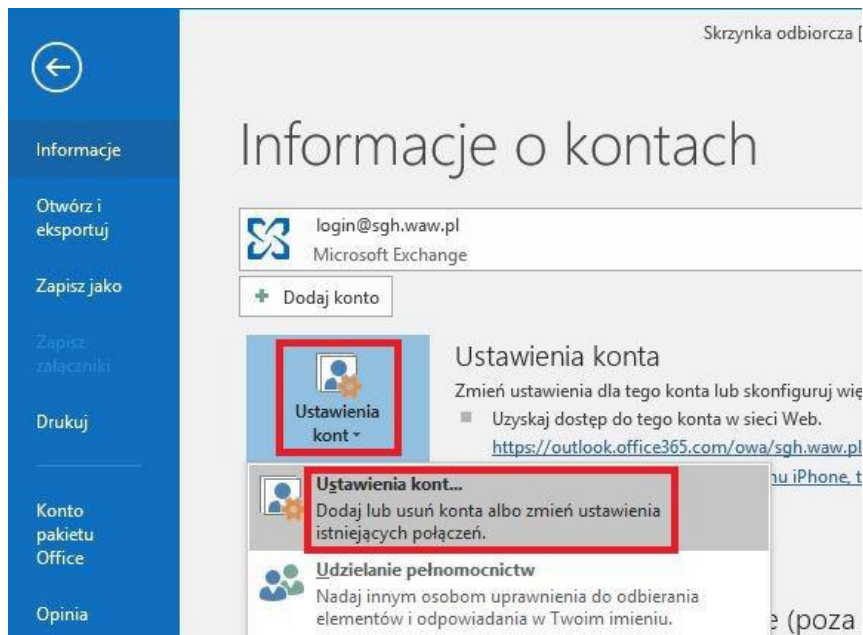 Skrzynka odbiorcza [
Informacje
Otwórz i
eksportuj
Zapisz jako
Zapisz
załączniki
Drukuj
Konto
pakietu
Office
Opinia
Informacje o kontach
login@sgh.waw.pl
Microsoft Exchange
Dodaj konto
Ustawienia
kont
Ustawienia konta
Zmień ustawienia dla tego konta lub skonfiguruj wię
Uzyskaj dostęp do tego konta w sieci Web.
https://outlook.office365.com/owa/sgh.waw.pl
nu iPhone, t
Ustawienia kont...
Dodaj lub usuń konta albo zmień ustawienia
istniejących połączeń.
Udzielanie pełnomocnictw
Nadaj innym osobom uprawnienia do odbierania
elementów i odpowiadania w Twoim imieniu.
e (poza